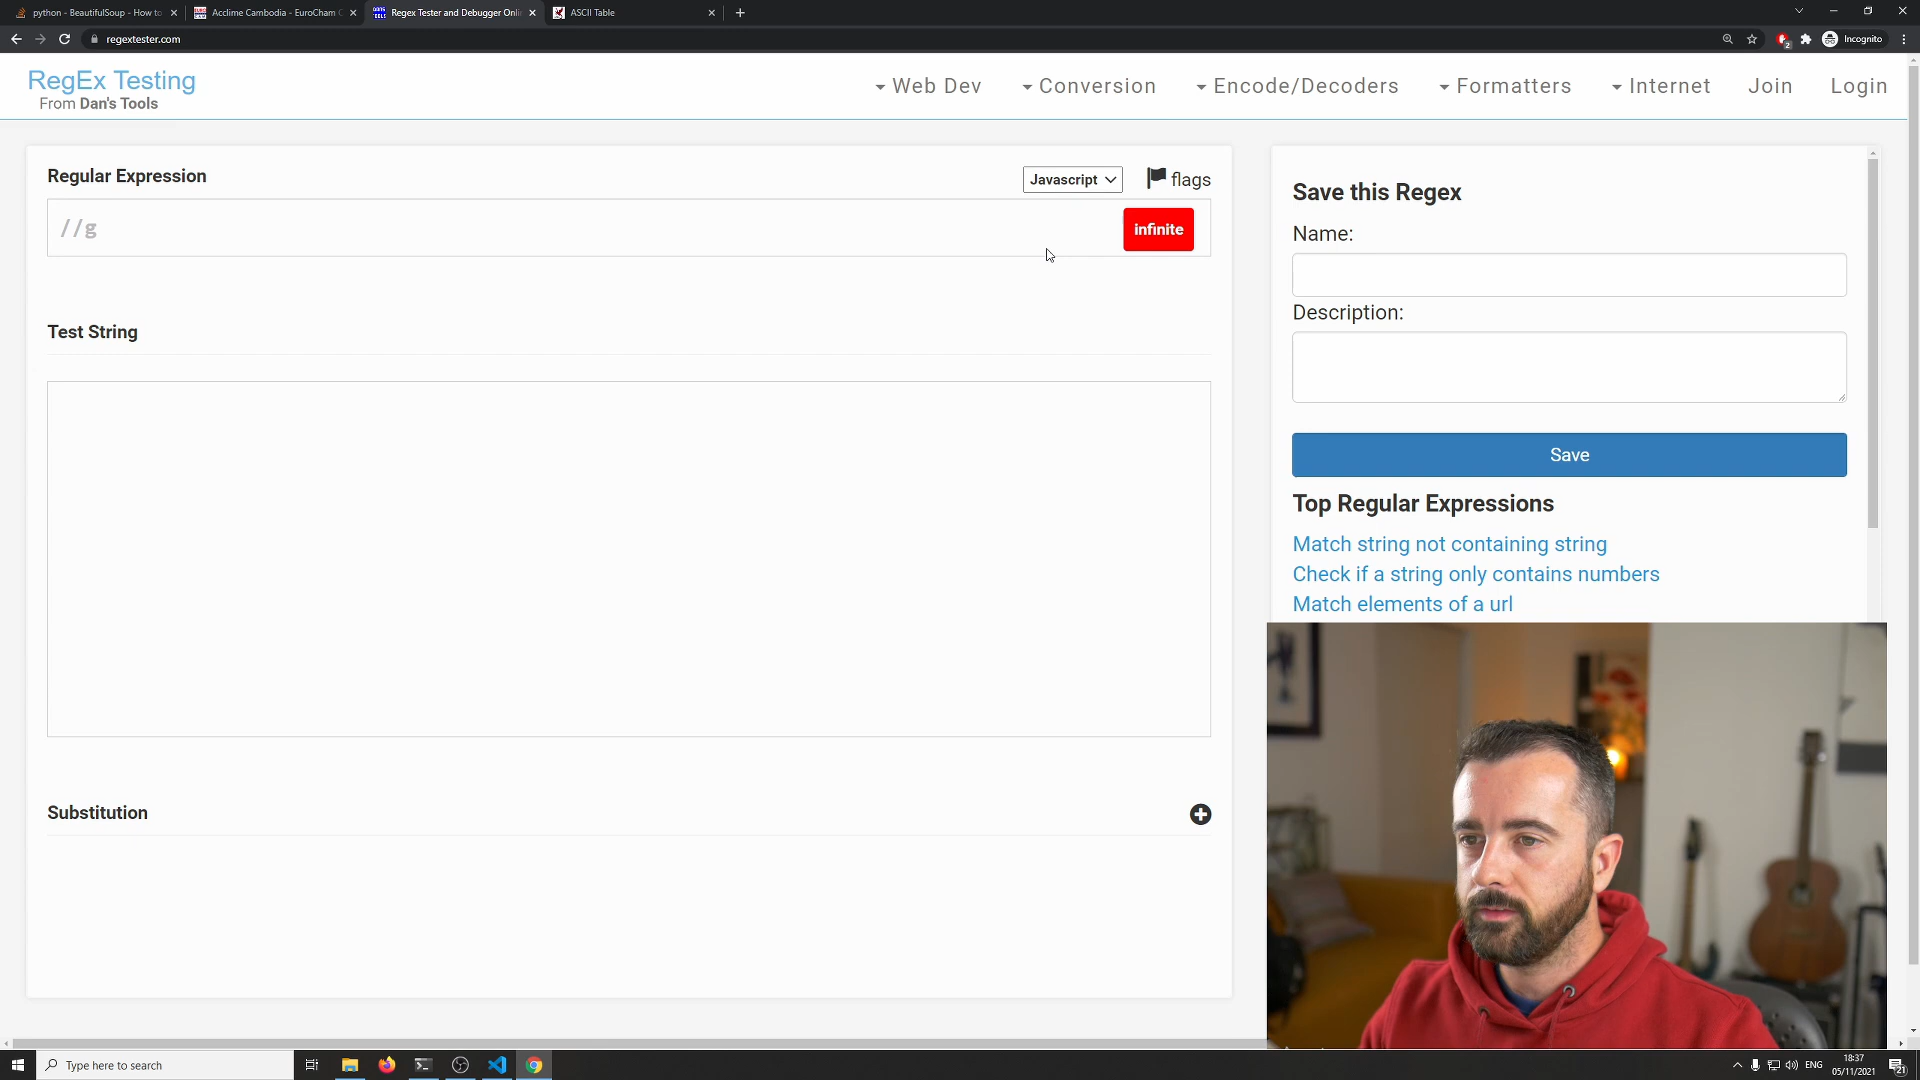 python - BeautifulSoup - How to
Acclime Cambodia - EuroCham C
Regex Tester and Debugger Onli
ASCII Table
regextester.com
Incognito
RegEx Testing
From Dan's Tools
Web Dev
Conversion
Encode/Decoders
Formatters
Internet
Join
Login
Regular Expression
Javascript
flags
//g
infinite
Test String
Substitution
Save this Regex
Name:
Description:
Save
Top Regular Expressions
Match string not containing string
Check if a string only contains numbers
Match elements of a url
Type here to search
ENG
18:37
05/11/2021
21